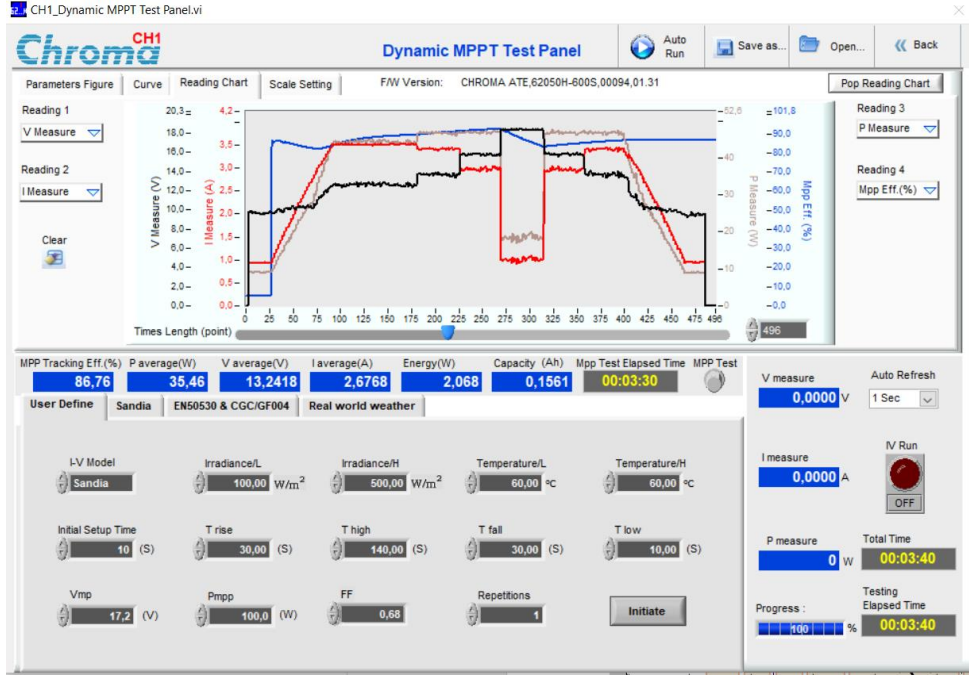 CH1_Dynamic MPPT Test Panel.vi
Chroma CH1
Dynamic MPPT Test Panel
Auto Run
Save as...
Open...
Back
Parameters Figure
Curve
Reading Chart
Scale Setting
F/W Version: CHROMA ATE,62050H-600S,00094,01.31
Pop Reading Chart
Reading 1
V Measure
Reading 2
I Measure
Clear
V Measure (V)
20,3
18,0
16,0
14,0
12,0
10,0
8,0
6,0
4,0
2,0
0,0
I Measure (A)
4,2
3,5
3,0
2,5
2,0
1,5
1,0
0,5
0,0
52,6
40
30
20
10
0
P Measure (W)
101,8
90,0
80,0
70,0
60,0
50,0
40,0
30,0
20,0
10,0
0,0
Mpp Eff. (%)
Reading 3
P Measure
Reading 4
Mpp Eff.(%)
0 25 50 75 100 125 150 175 200 225 250 275 300 325 350 375 400 425 450 475 496
Times Length (point)
496
MPP Tracking Eff.(%) P average(W) V average(V) I average(A) Energy(W) Capacity (Ah) Mpp Test Elapsed Time MPP Test
86,76 35,46 13,2418 2,6768 2,068 0,1561 00:03:30
User Define
Sandia
EN50530 & CGC/GF004
Real world weather
I-V Model
Sandia
Irradiance/L
100,00 W/m²
Irradiance/H
500,00 W/m²
Temperature/L
60,00 ºC
Temperature/H
60,00 ºC
Initial Setup Time
10 (S)
T rise
30,00 (S)
T high
140,00 (S)
T fall
30,00 (S)
T low
10,00 (S)
Vmp
17,2 (V)
Pmpp
100,0 (W)
FF
0,68
Repetitions
1
Initiate
V measure
0,0000 V
Auto Refresh
1 Sec
I measure
0,0000 A
IV Run
OFF
P measure
0 W
Total Time
00:03:40
Progress :
100 %
Testing
Elapsed Time
00:03:40